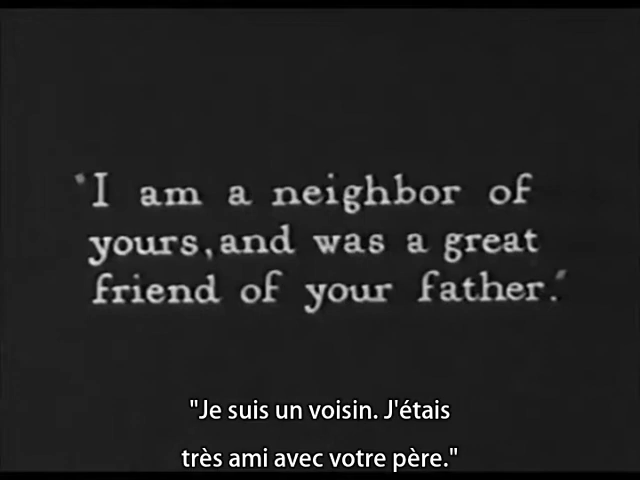 "I am a neighbor of
yours, and was a great
friend of your father."
"Je suis un voisin. J'étais
très ami avec votre père."